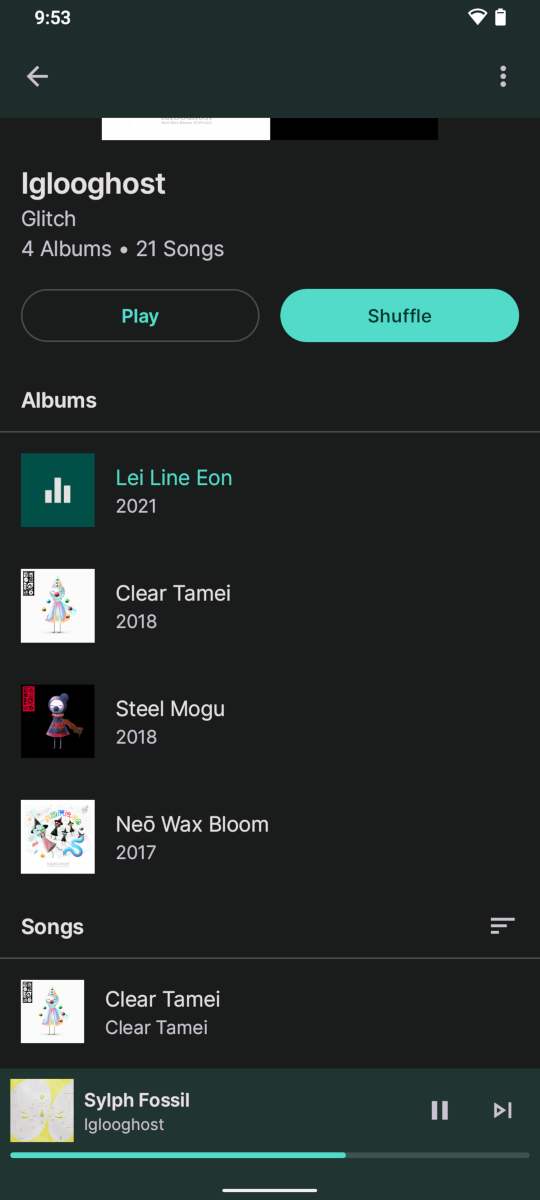 9:53
Iglooghost
Glitch
4 Albums • 21 Songs
Play
Shuffle
Albums
Lei Line Eon
2021
Clear Tamei
2018
Steel Mogu
2018
Neō Wax Bloom
2017
Songs
Clear Tamei
Clear Tamei
Sylph Fossil
Iglooghost